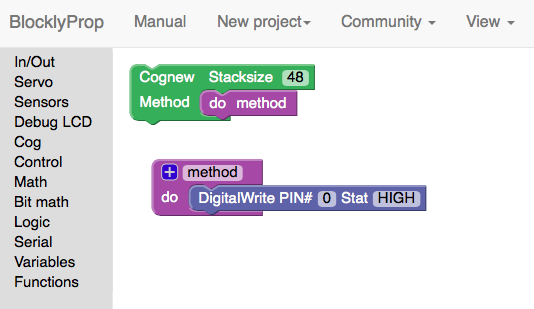 BlocklyProp Manual New project Community View
In/Out
Servo
Sensors
Debug LCD
Cog
Control
Math
Bit math
Logic
Serial
Variables
Functions
Cognew Stacksize 48
Method do method
+ method
do DigitalWrite PIN# 0 Stat HIGH